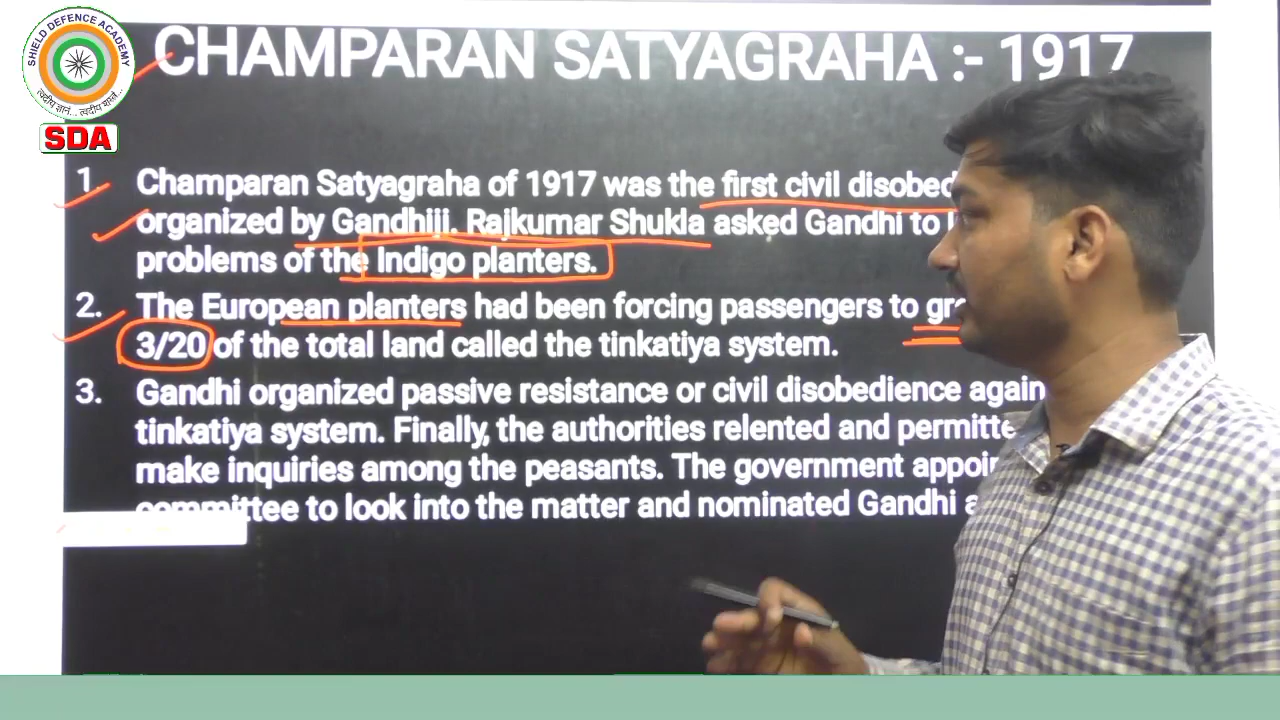 SHIELD DEFENCE ACADEMY
SDA
CHAMPARAN SATYAGRAHA :- 1917
1. Champaran Satyagraha of 1917 was the first civil disobed
organized by Gandhiji. Rajkumar Shukla asked Gandhi to
problems of the Indigo planters.
2. The European planters had been forcing passengers to
3/20 of the total land called the tinkatiya system.
3. Gandhi organized passive resistance or civil disobedience again
tinkatiya system. Finally, the authorities relented and permitte
make inquiries among the peasants. The government appoin
committee to look into the matter and nominated Gandhi a